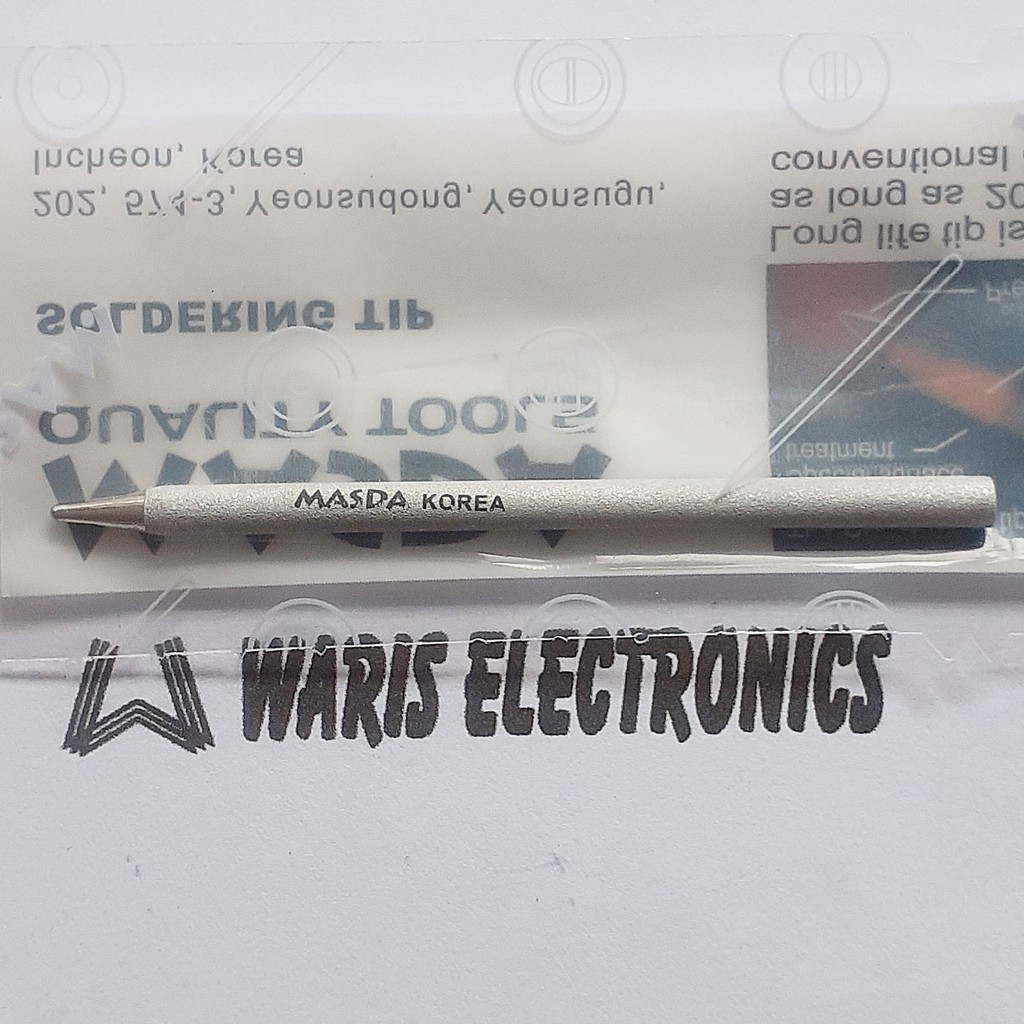 Incheon, Korea
202, 574-3, Yeonsudong, Yeonsugu,
SOLDERING TIP
QUALITY TOOLS
MASDA
conventional
as long as 20
Long life tip is
treatment
MASDA KOREA
WARIS ELECTRONICS